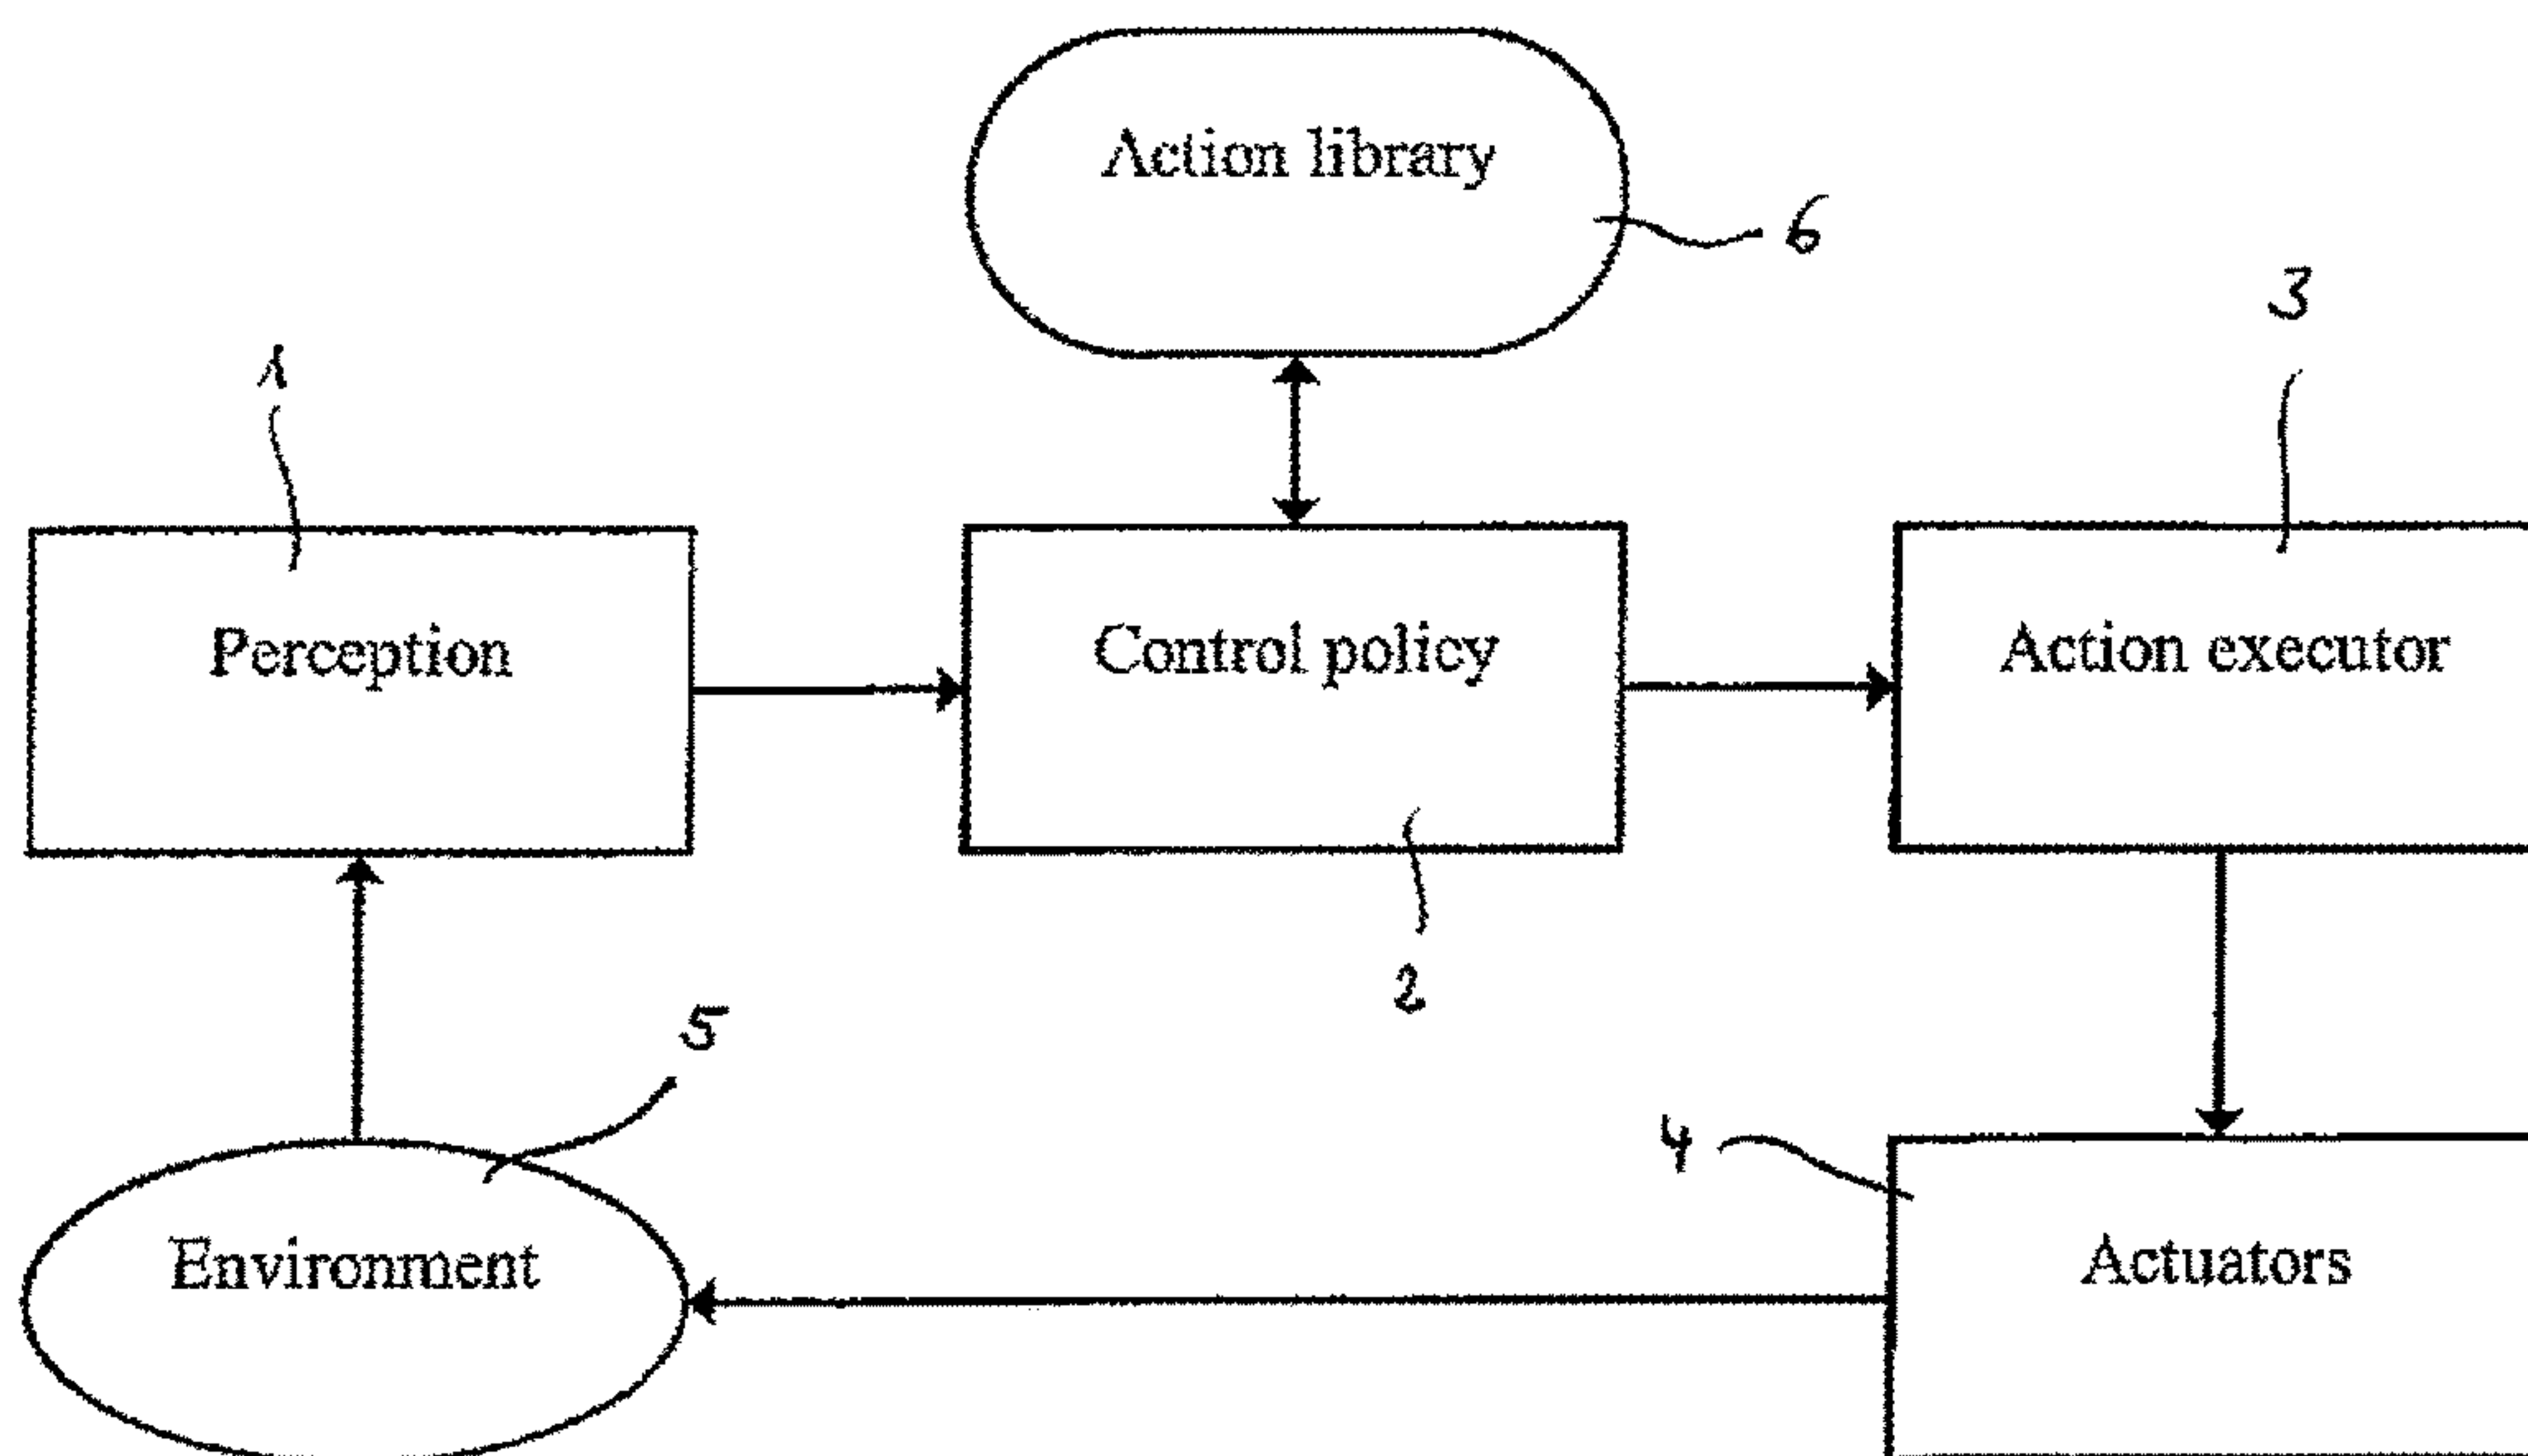 Action library
6
3
1
Perception
Control policy
Action executor
2
5
4
Environment
Actuators